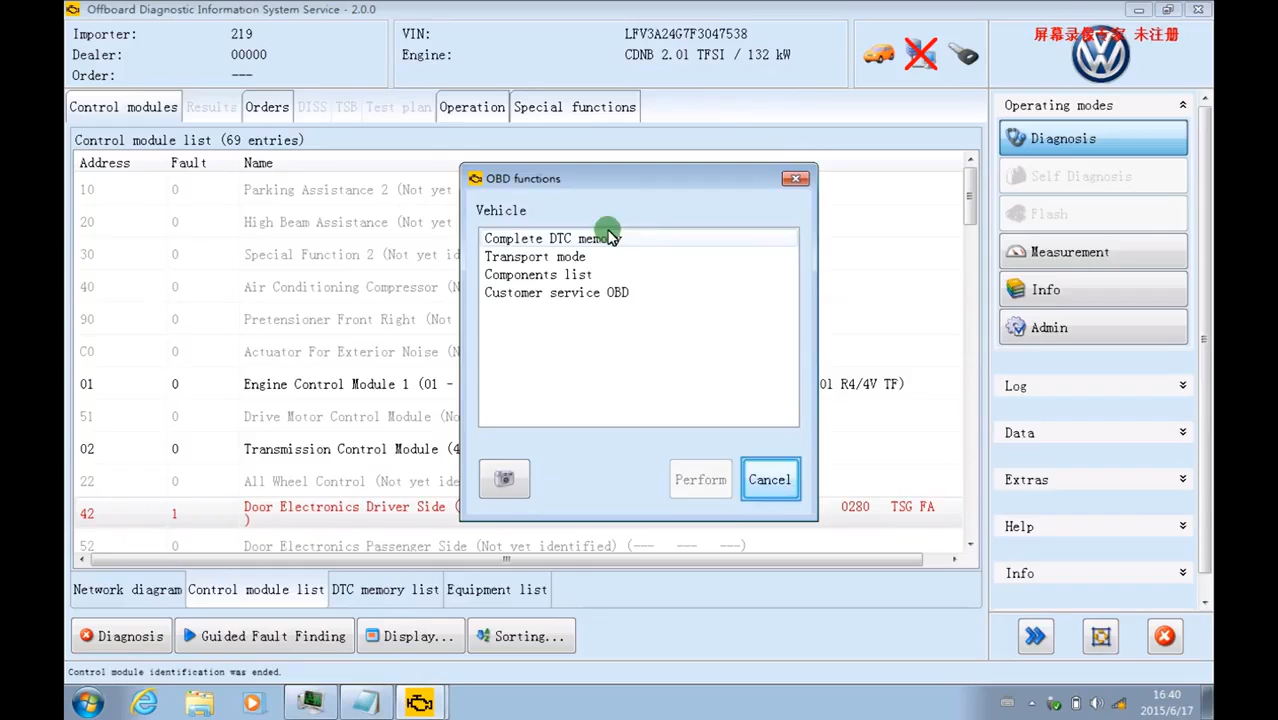 Offboard Diagnostic Information System Service - 2.0.0
Importer: 219
Dealer: 00000
Order: ---
VIN: LFV3A24G7F3047538
Engine: CDNB 2.0l TFSI / 132 kW
屏幕录像专家 未注册
Control modules Results Orders DISS TSB Test plan Operation Special functions
Control module list (69 entries)
Address Fault Name
10 0 Parking Assistance 2 (Not yet
20 0 High Beam Assistance (Not yet
30 0 Special Function 2 (Not yet id
40 0 Air Conditioning Compressor (N
90 0 Pretensioner Front Right (Not
C0 0 Actuator For Exterior Noise (N
01 0 Engine Control Module 1 (01 - 0l R4/4V TF)
51 0 Drive Motor Control Module (No
02 0 Transmission Control Module (4
22 0 All Wheel Control (Not yet ide
42 1 Door Electronics Driver Side ( 0280 TSG FA
)
52 0 Door Electronics Passenger Side (Not yet identified) (--- --- ---)
OBD functions
Vehicle
Complete DTC memory
Transport mode
Components list
Customer service OBD
Perform Cancel
Network diagram Control module list DTC memory list Equipment list
Diagnosis Guided Fault Finding Display... Sorting...
Control module identification was ended.
Operating modes
Diagnosis
Self Diagnosis
Flash
Measurement
Info
Admin
Log
Data
Extras
Help
Info
16:40
2015/6/17